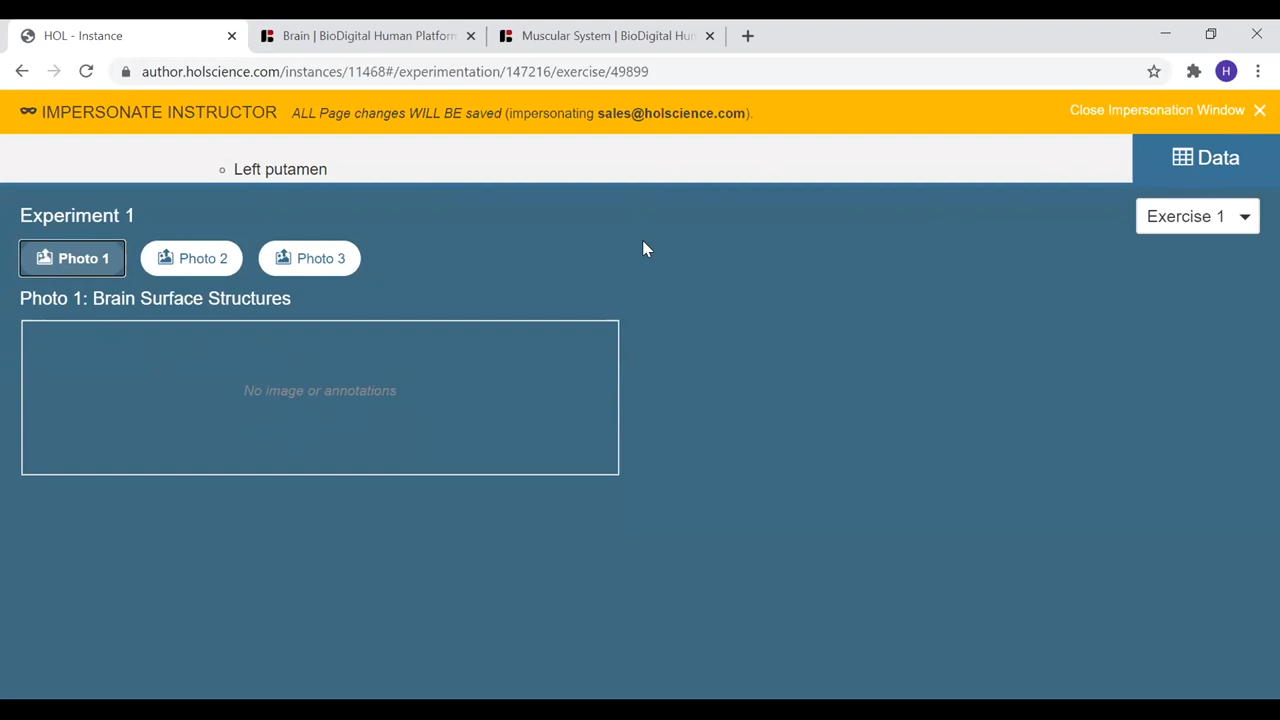 HOL - Instance
Brain | BioDigital Human Platform
Muscular System | BioDigital Hum
author.holscience.com/instances/11468#/experimentation/147216/exercise/49899
H
IMPERSONATE INSTRUCTOR ALL Page changes WILL BE saved (impersonating sales@holscience.com).
Close Impersonation Window
Left putamen
Data
Experiment 1
Exercise 1
Photo 1
Photo 2
Photo 3
Photo 1: Brain Surface Structures
No image or annotations